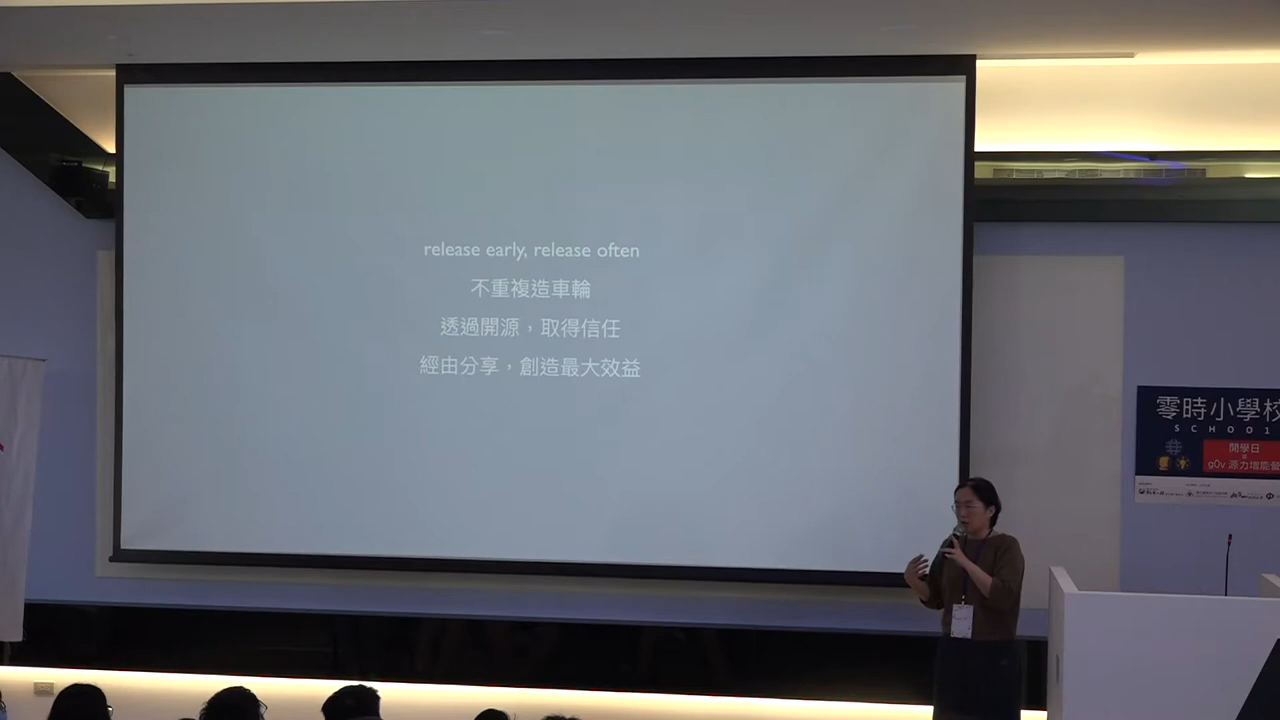 release early, release often
不重複造車輪
透過開源，取得信任
經由分享，創造最大效益
零時小學校
SCHOO1
開學日
g0v 源力增能營